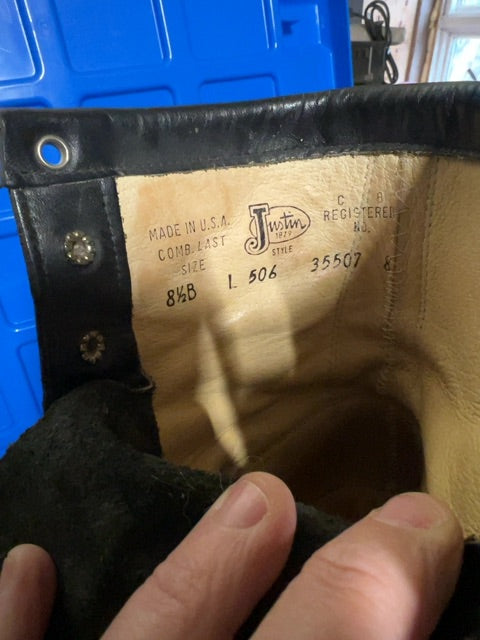 MADE IN U.S.A.
COMB. LAST
SIZE
8½B
Justin
1879
STYLE
L 506
C B
REGISTERED
NO.
35507 8